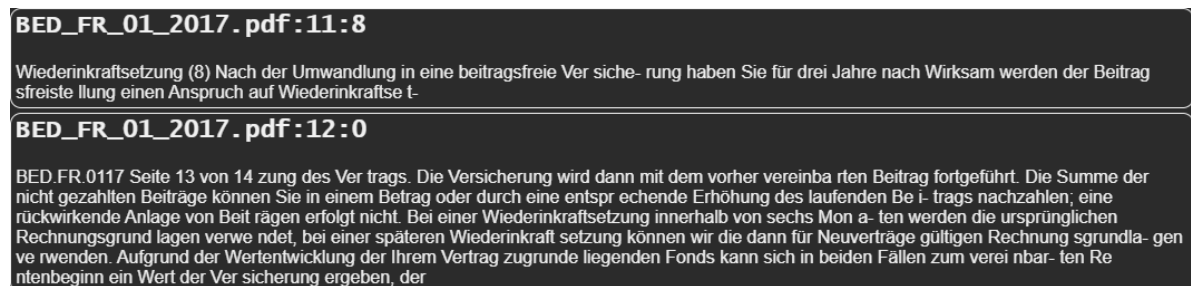 BED_FR_01_2017.pdf:11:8
Wiederinkraftsetzung (8) Nach der Umwandlung in eine beitragsfreie Ver siche- rung haben Sie für drei Jahre nach Wirksam werden der Beitrag
sfreiste llung einen Anspruch auf Wiederinkraftse t-
BED_FR_01_2017.pdf:12:0
BED.FR.0117 Seite 13 von 14 zung des Ver trags. Die Versicherung wird dann mit dem vorher vereinba rten Beitrag fortgeführt. Die Summe der
nicht gezahlten Beiträge können Sie in einem Betrag oder durch eine entspr echende Erhöhung des laufenden Be i- trags nachzahlen; eine
rückwirkende Anlage von Beit rägen erfolgt nicht. Bei einer Wiederinkraftsetzung innerhalb von sechs Mon a- ten werden die ursprünglichen
Rechnungsgrund lagen verwe ndet, bei einer späteren Wiederinkraft setzung können wir die dann für Neuverträge gültigen Rechnung sgrundla- gen
ve rwenden. Aufgrund der Wertentwicklung der Ihrem Vertrag zugrunde liegenden Fonds kann sich in beiden Fällen zum verei nbar- ten Re
ntenbeginn ein Wert der Ver sicherung ergeben, der